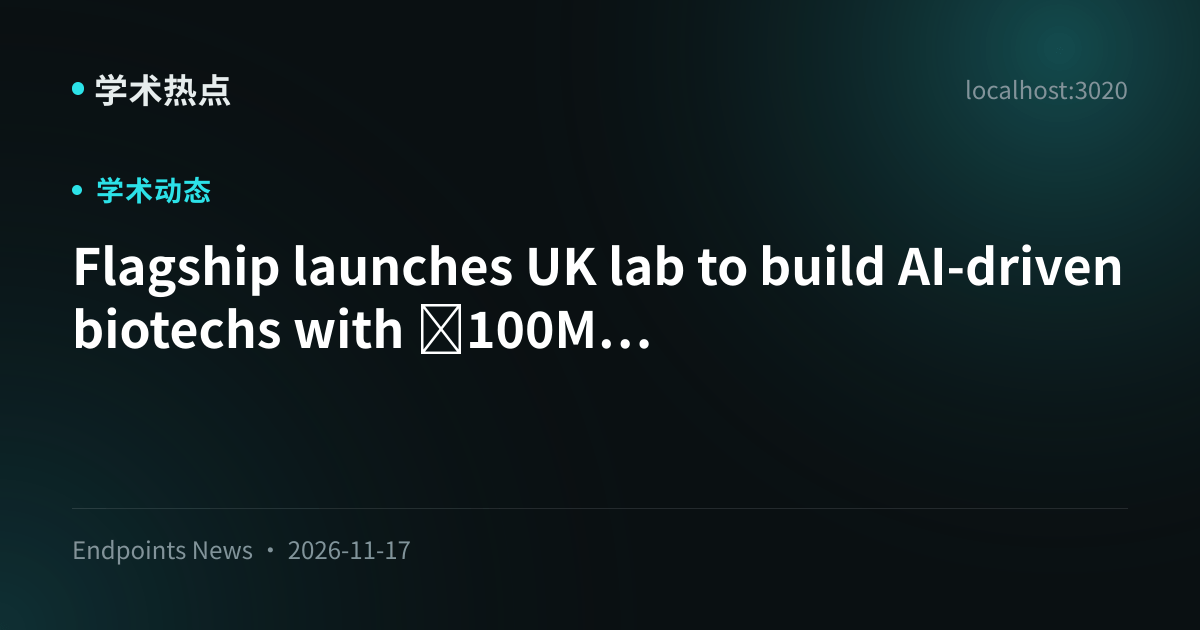 学术热点
localhost:3020
学术动态
Flagship launches UK lab to build AI-driven
biotechs with 100M…
Endpoints News · 2026-11-17